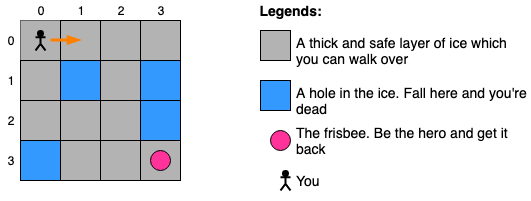 0 1 2 3
Legends:
0
A thick and safe layer of ice which
you can walk over
1
A hole in the ice. Fall here and you're
dead
2
The frisbee. Be the hero and get it
back
3
You